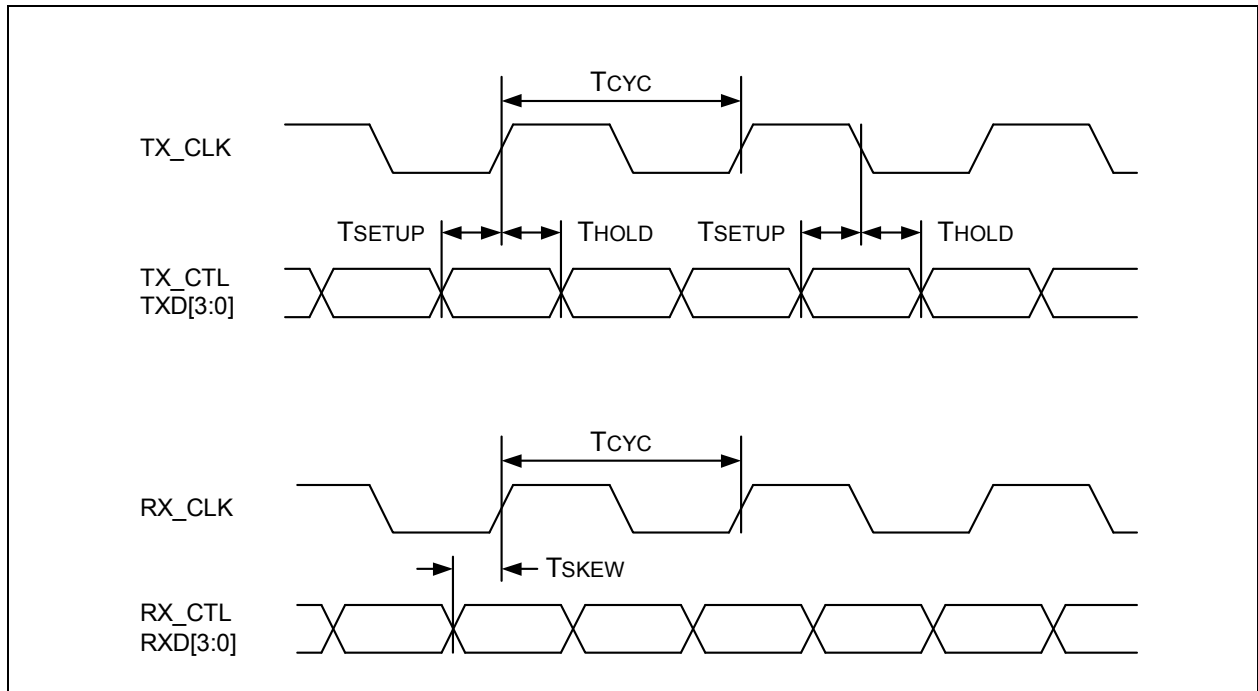 TCYC
TX_CLK
TSETUP THOLD TSETUP THOLD
TX_CTL
TXD[3:0]
TCYC
RX_CLK
TSKEW
RX_CTL
RXD[3:0]